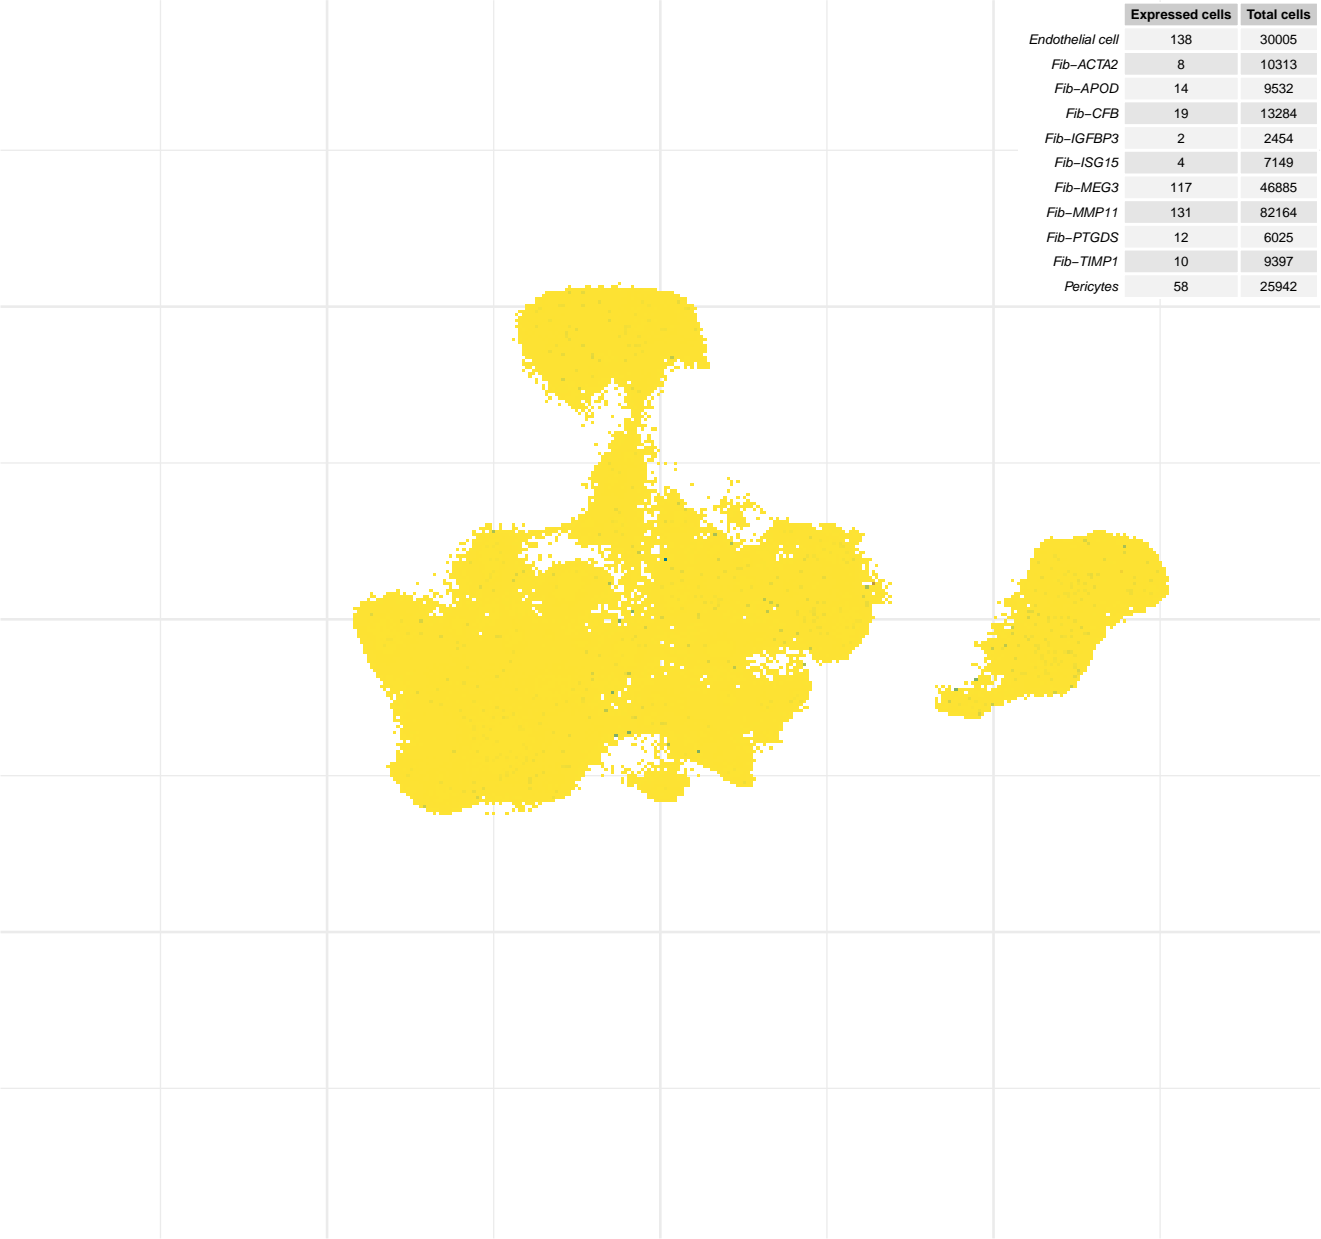 Expressed cells Total cells
Endothelial cell 138 30005
Fib−ACTA2 8 10313
Fib−APOD 14 9532
Fib−CFB 19 13284
Fib−IGFBP3 2 2454
Fib−ISG15 4 7149
Fib−MEG3 117 46885
Fib−MMP11 131 82164
Fib−PTGDS 12 6025
Fib−TIMP1 10 9397
Pericytes 58 25942